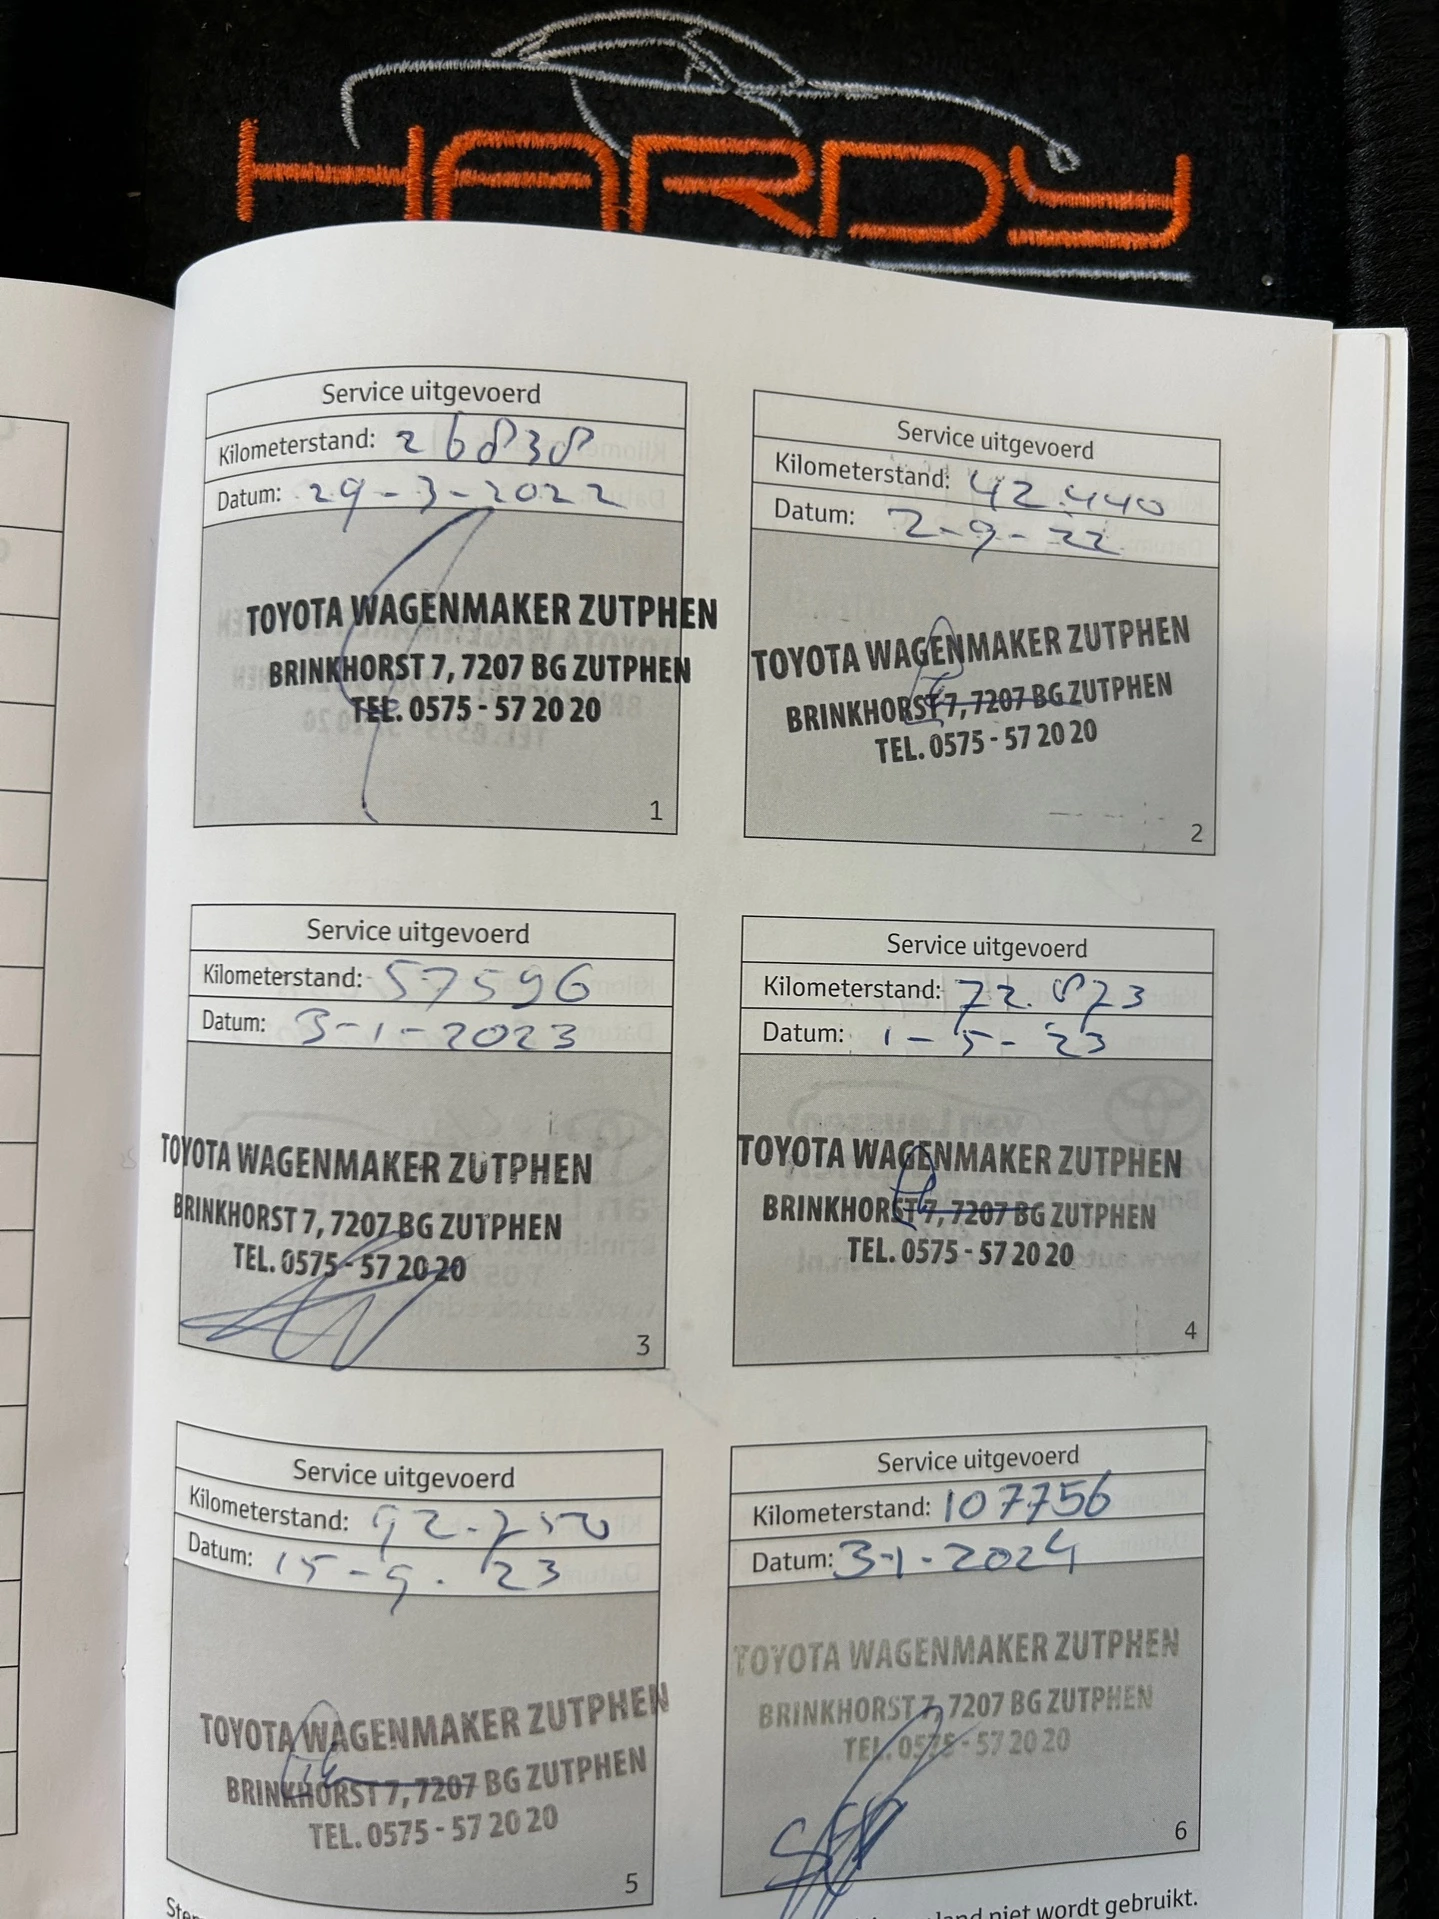 HARDY
Service uitgevoerd
Kilometerstand: 26838
Datum: 29-3-2022
TOYOTA WAGENMAKER ZUTPHEN
BRINKHORST 7, 7207 BG ZUTPHEN
TEL. 0575 - 57 20 20
1
Service uitgevoerd
Kilometerstand: 42.440
Datum: 2-9-22
TOYOTA WAGENMAKER ZUTPHEN
BRINKHORST 7, 7207 BG ZUTPHEN
TEL. 0575 - 57 20 20
2
Service uitgevoerd
Kilometerstand: 57596
Datum: 3-1-2023
TOYOTA WAGENMAKER ZUTPHEN
BRINKHORST 7, 7207 BG ZUTPHEN
TEL. 0575 - 57 20 20
3
Service uitgevoerd
Kilometerstand: 72.873
Datum: 1-5-23
TOYOTA WAGENMAKER ZUTPHEN
BRINKHORST 7, 7207 BG ZUTPHEN
TEL. 0575 - 57 20 20
4
Service uitgevoerd
Kilometerstand: 92.750
Datum: 15-9-23
TOYOTA WAGENMAKER ZUTPHEN
BRINKHORST 7, 7207 BG ZUTPHEN
TEL. 0575 - 57 20 20
5
Service uitgevoerd
Kilometerstand: 107756
Datum: 3-1-2024
TOYOTA WAGENMAKER ZUTPHEN
BRINKHORST 7, 7207 BG ZUTPHEN
TEL. 0575 - 57 20 20
6
niet wordt gebruikt.